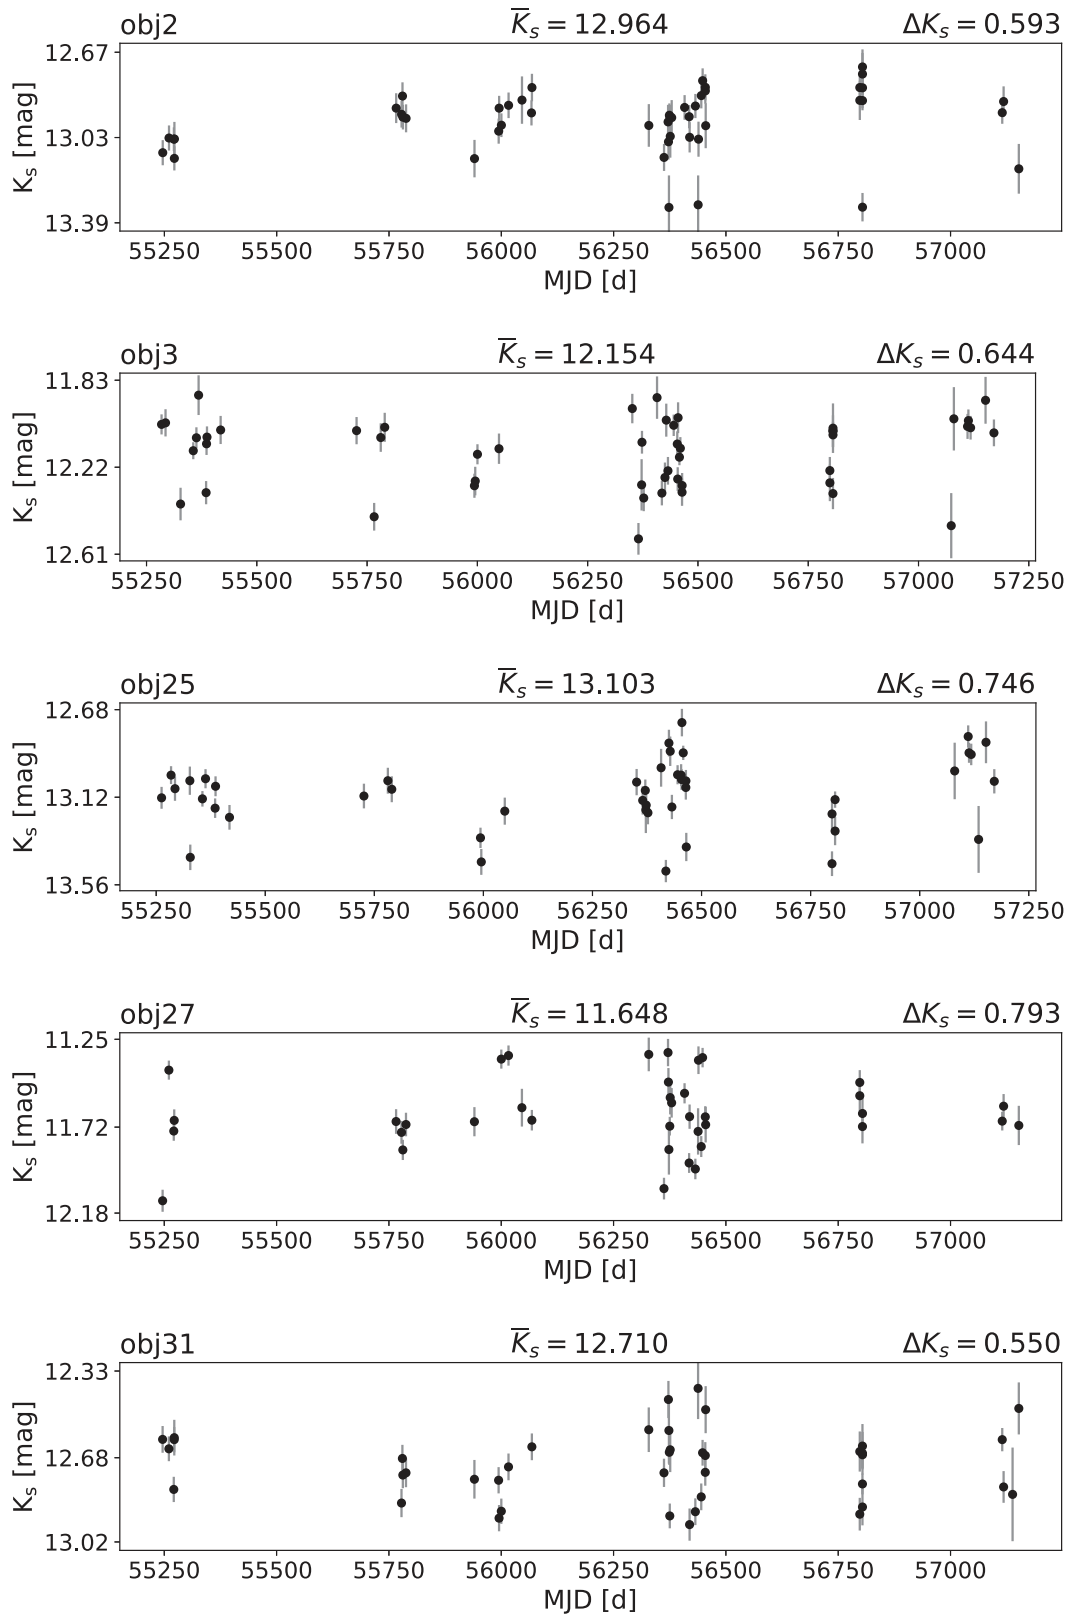 obj2 K̅ₛ = 12.964 ΔKₛ = 0.593
12.67
13.03
13.39
Kₛ [mag]
55250 55500 55750 56000 56250 56500 56750 57000
MJD [d]
obj3 K̅ₛ = 12.154 ΔKₛ = 0.644
11.83
12.22
12.61
Kₛ [mag]
55250 55500 55750 56000 56250 56500 56750 57000 57250
MJD [d]
obj25 K̅ₛ = 13.103 ΔKₛ = 0.746
12.68
13.12
13.56
Kₛ [mag]
55250 55500 55750 56000 56250 56500 56750 57000 57250
MJD [d]
obj27 K̅ₛ = 11.648 ΔKₛ = 0.793
11.25
11.72
12.18
Kₛ [mag]
55250 55500 55750 56000 56250 56500 56750 57000
MJD [d]
obj31 K̅ₛ = 12.710 ΔKₛ = 0.550
12.33
12.68
13.02
Kₛ [mag]
55250 55500 55750 56000 56250 56500 56750 57000
MJD [d]